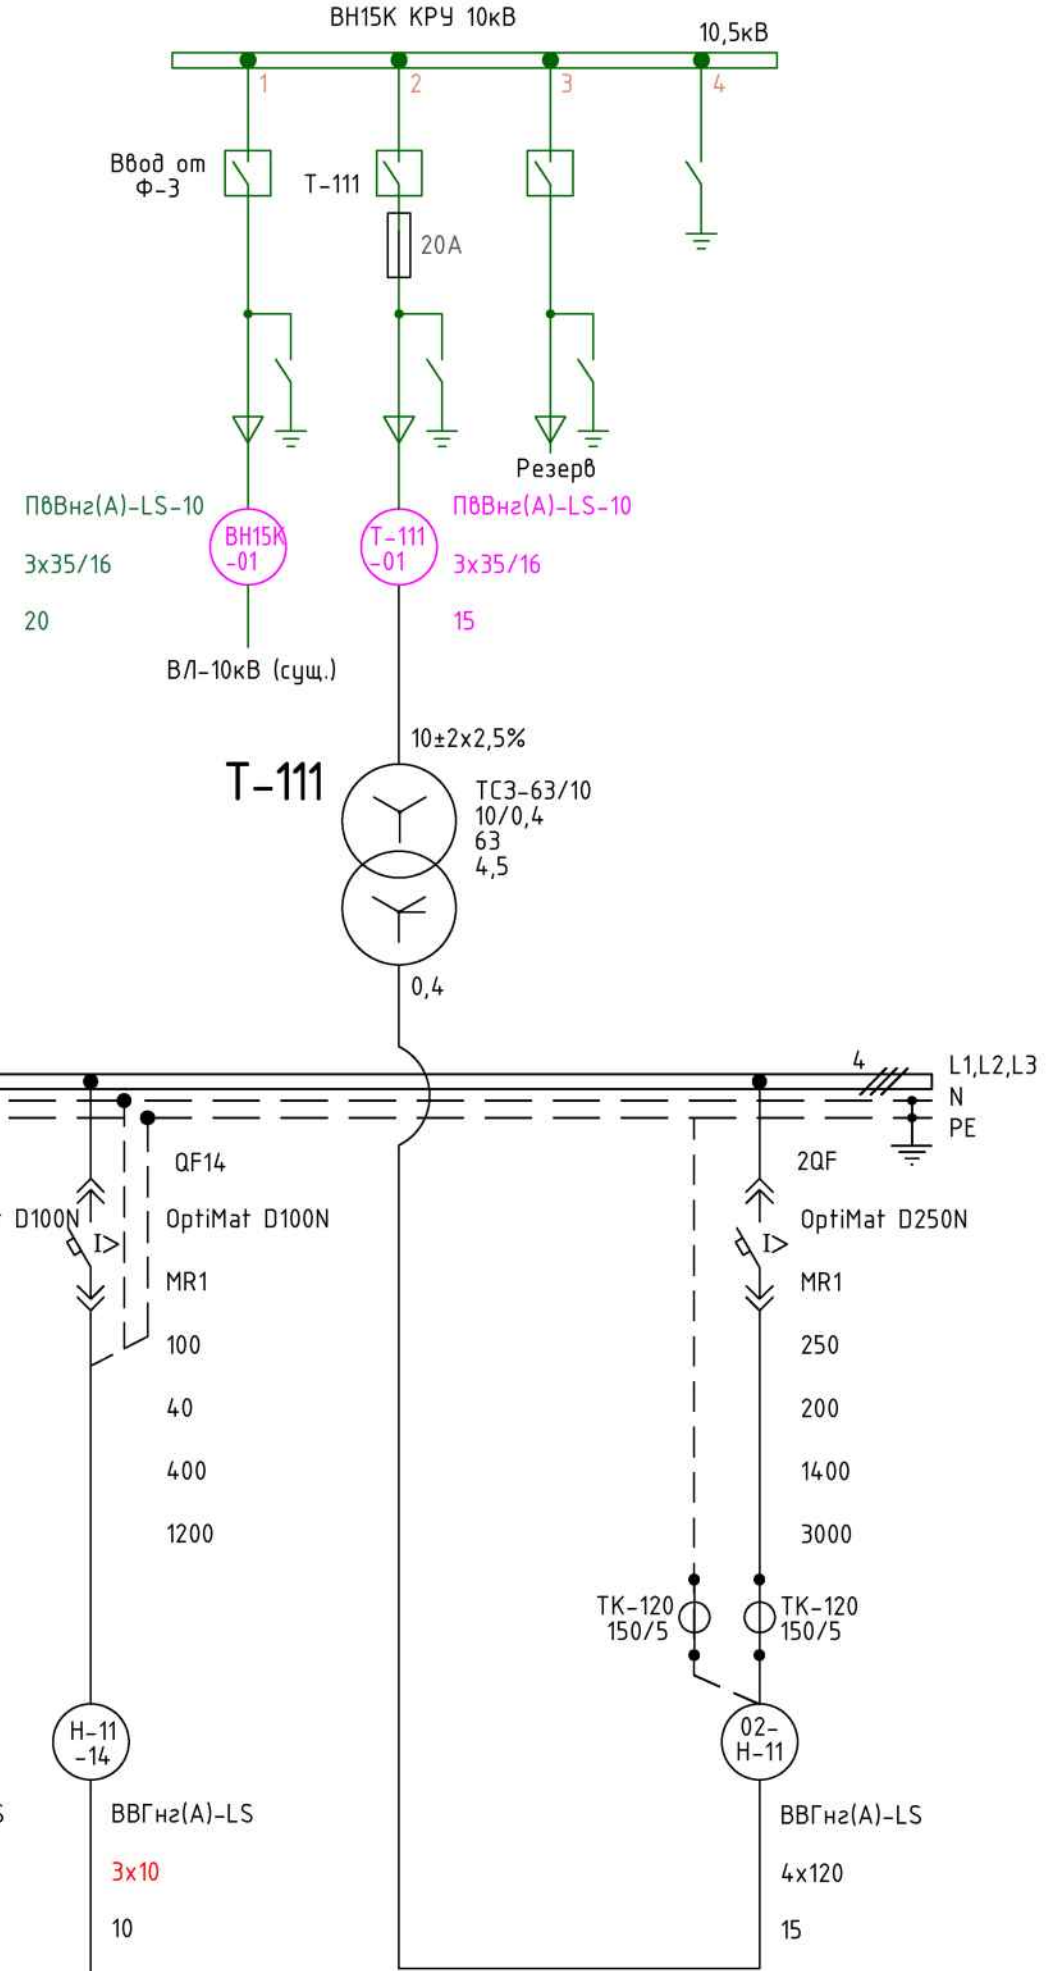 ВН15К КРУ 10кВ
10,5кВ
1
2
3
4
Ввод от
Ф-3
Т-111
20А
Резерв
ПвВнг(А)-LS-10
3х35/16
20
ВН15К
-01
Т-111
-01
ПвВнг(А)-LS-10
3х35/16
15
ВЛ-10кВ (сущ.)
10±2х2,5%
Т-111
ТСЗ-63/10
10/0,4
63
4,5
0,4
4
L1,L2,L3
N
PE
QF14
D100N
I>
OptiMat D100N
MR1
100
40
400
1200
2QF
I>
OptiMat D250N
MR1
250
200
1400
3000
ТК-120
150/5
ТК-120
150/5
Н-11
-14
02-
Н-11
S
ВВГнг(А)-LS
3х10
10
ВВГнг(А)-LS
4х120
15